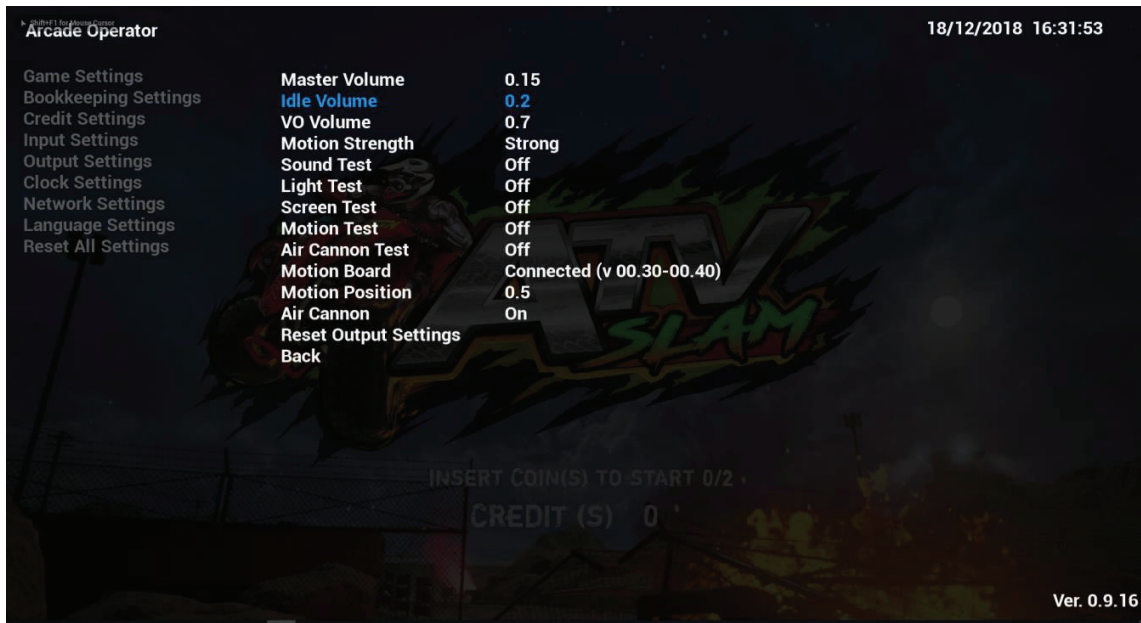 Shift+F1 for Mouse Cursor
Arcade Operator
18/12/2018 16:31:53
Game Settings
Bookkeeping Settings
Credit Settings
Input Settings
Output Settings
Clock Settings
Network Settings
Language Settings
Reset All Settings
Master Volume 0.15
Idle Volume 0.2
VO Volume 0.7
Motion Strength Strong
Sound Test Off
Light Test Off
Screen Test Off
Motion Test Off
Air Cannon Test Off
Motion Board Connected (v 00.30-00.40)
Motion Position 0.5
Air Cannon On
Reset Output Settings
Back
ATV
SLAM
INSERT COIN(S) TO START 0/2
CREDIT (S) 0
Ver. 0.9.16